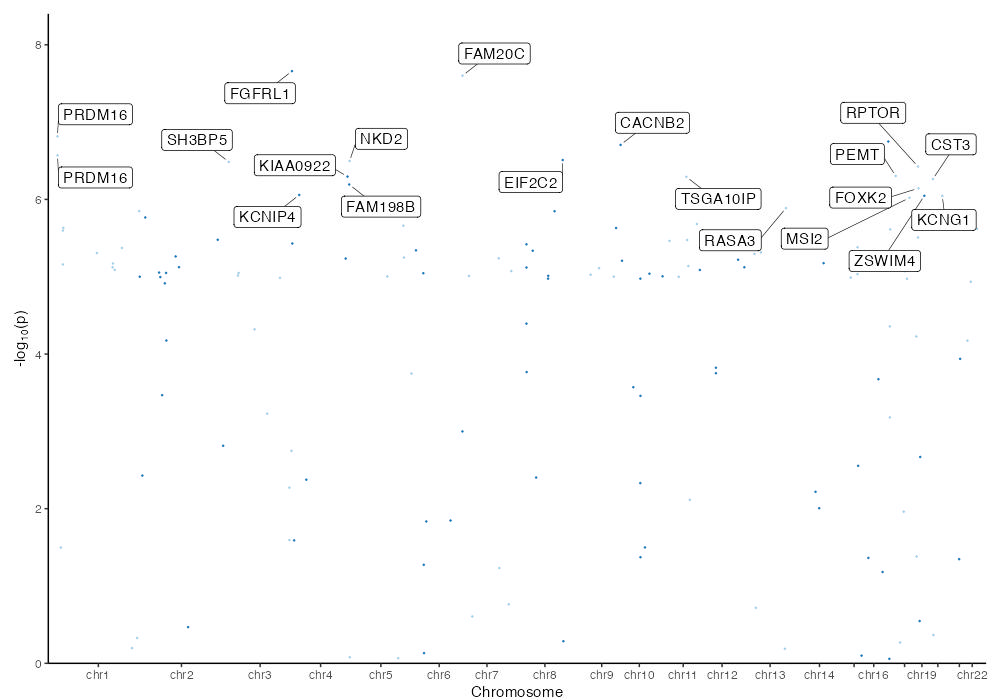 8
FAM20C
FGFRL1
PRDM16
RPTOR
CACNB2
SH3BP5
NKD2
CST3
PEMT
KIAA0922
PRDM16
EIF2C2
TSGA10IP
FOXK2
6
FAM198B
KCNIP4
KCNG1
RASA3
MSI2
ZSWIM4
-log10(p)
4
2
0
chr1 chr2 chr3 chr4 chr5 chr6 chr7 chr8 chr9 chr10 chr11 chr12 chr13 chr14 chr16 chr19 chr22
Chromosome